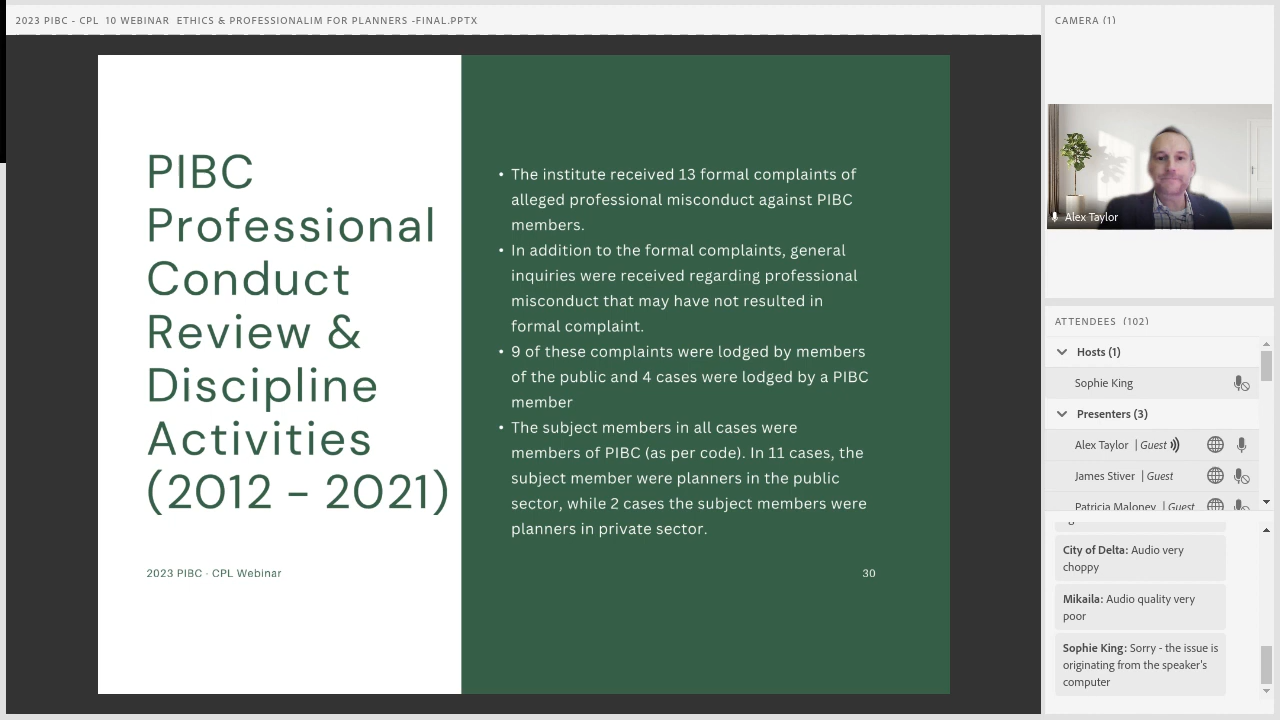 2023 PIBC - CPL 10 WEBINAR ETHICS & PROFESSIONALIM FOR PLANNERS -FINAL.PPTX
PIBC
Professional
Conduct
Review &
Discipline
Activities
(2012 – 2021)
2023 PIBC · CPL Webinar
• The institute received 13 formal complaints of
alleged professional misconduct against PIBC
members.
• In addition to the formal complaints, general
inquiries were received regarding professional
misconduct that may have not resulted in
formal complaint.
• 9 of these complaints were lodged by members
of the public and 4 cases were lodged by a PIBC
member
• The subject members in all cases were
members of PIBC (as per code). In 11 cases, the
subject member were planners in the public
sector, while 2 cases the subject members were
planners in private sector.
30
CAMERA (1)
Alex Taylor
ATTENDEES (102)
Hosts (1)
Sophie King
Presenters (3)
Alex Taylor | Guest
James Stiver | Guest
Patricia Maloney | Guest
City of Delta: Audio very
choppy
Mikaila: Audio quality very
poor
Sophie King: Sorry - the issue is
originating from the speaker's
computer